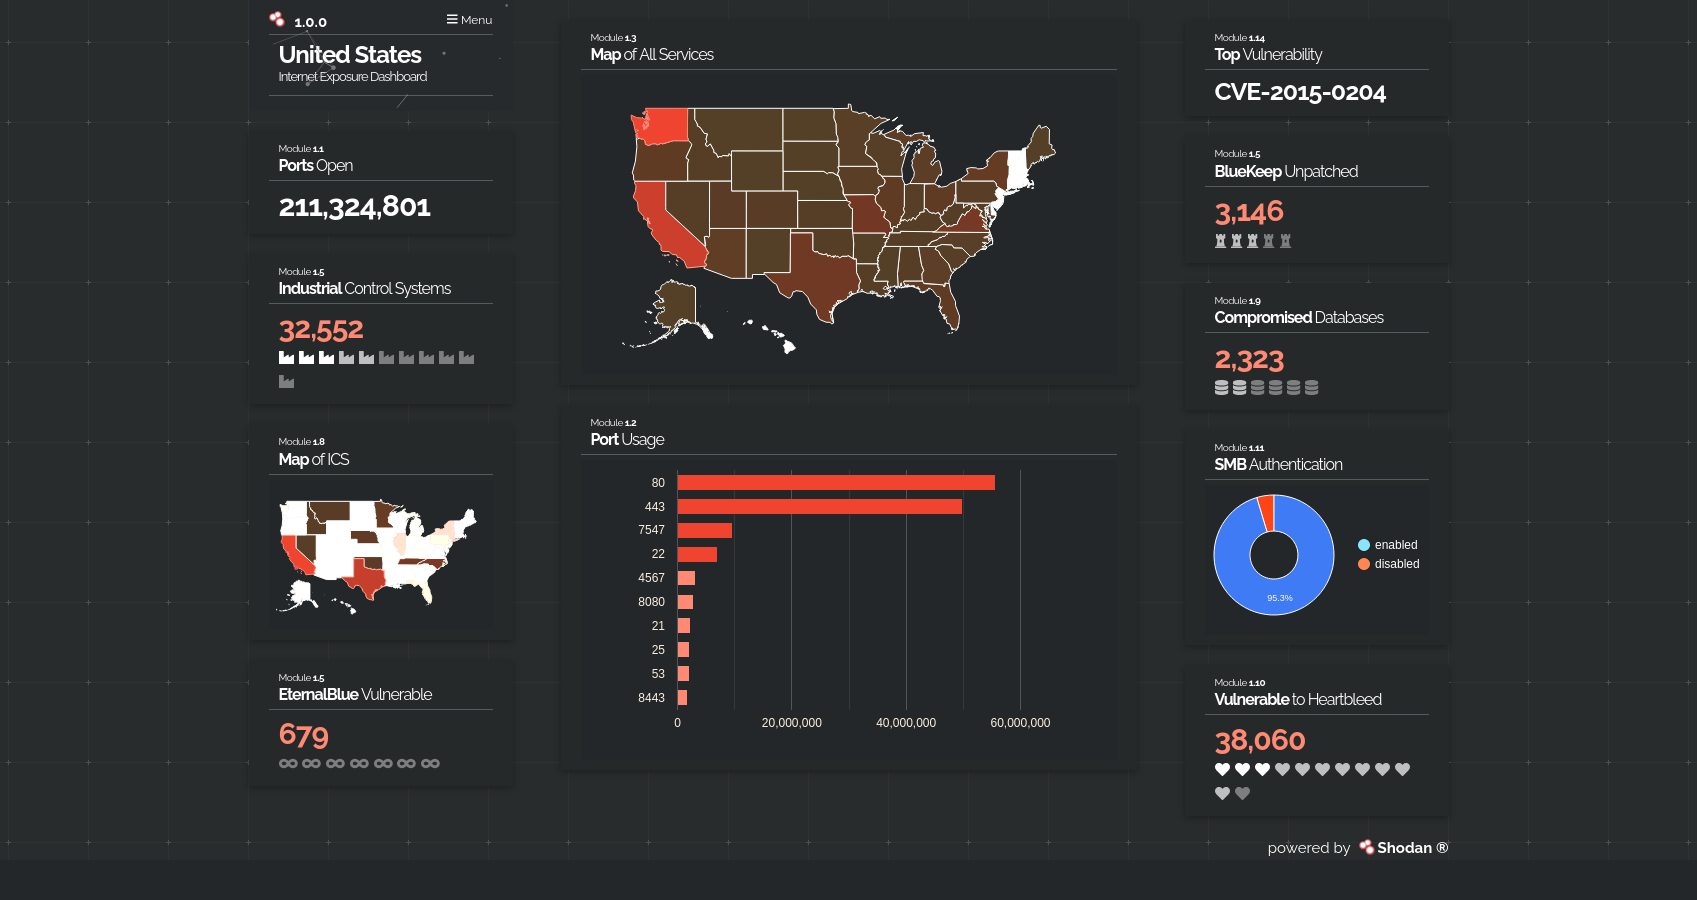 1.0.0
Menu
United States
Internet Exposure Dashboard
Module 1.1
Ports Open
211,324,801
Module 1.5
Industrial Control Systems
32,552
Module 1.8
Map of ICS
Module 1.5
EternalBlue Vulnerable
679
Module 1.3
Map of All Services
Module 1.2
Port Usage
80
443
7547
22
4567
8080
21
25
53
8443
0
20,000,000
40,000,000
60,000,000
Module 1.14
Top Vulnerability
CVE-2015-0204
Module 1.5
BlueKeep Unpatched
3,146
Module 1.9
Compromised Databases
2,323
Module 1.11
SMB Authentication
enabled
disabled
95.3%
Module 1.10
Vulnerable to Heartbleed
38,060
powered by Shodan ®